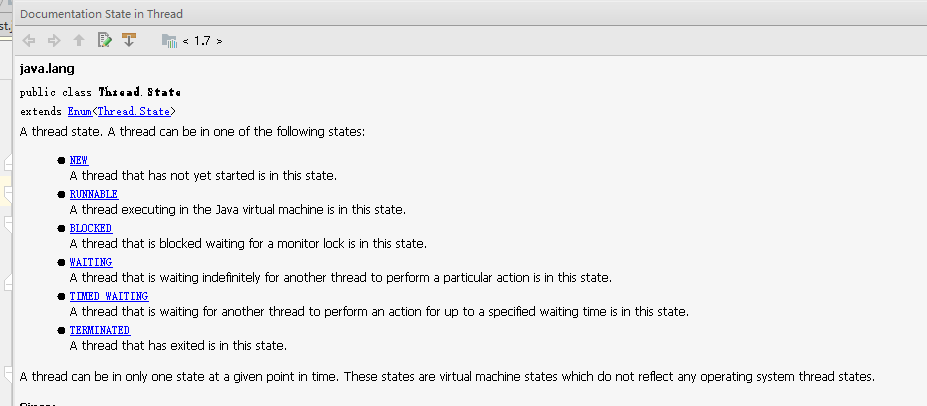 Documentation State in Thread
st.
< 1.7 >
java.lang
public class Thread.State
extends Enum<Thread.State>
A thread state. A thread can be in one of the following states:
● NEW
A thread that has not yet started is in this state.
● RUNNABLE
A thread executing in the Java virtual machine is in this state.
● BLOCKED
A thread that is blocked waiting for a monitor lock is in this state.
● WAITING
A thread that is waiting indefinitely for another thread to perform a particular action is in this state.
● TIMED_WAITING
A thread that is waiting for another thread to perform an action for up to a specified waiting time is in this state.
● TERMINATED
A thread that has exited is in this state.
A thread can be in only one state at a given point in time. These states are virtual machine states which do not reflect any operating system thread states.